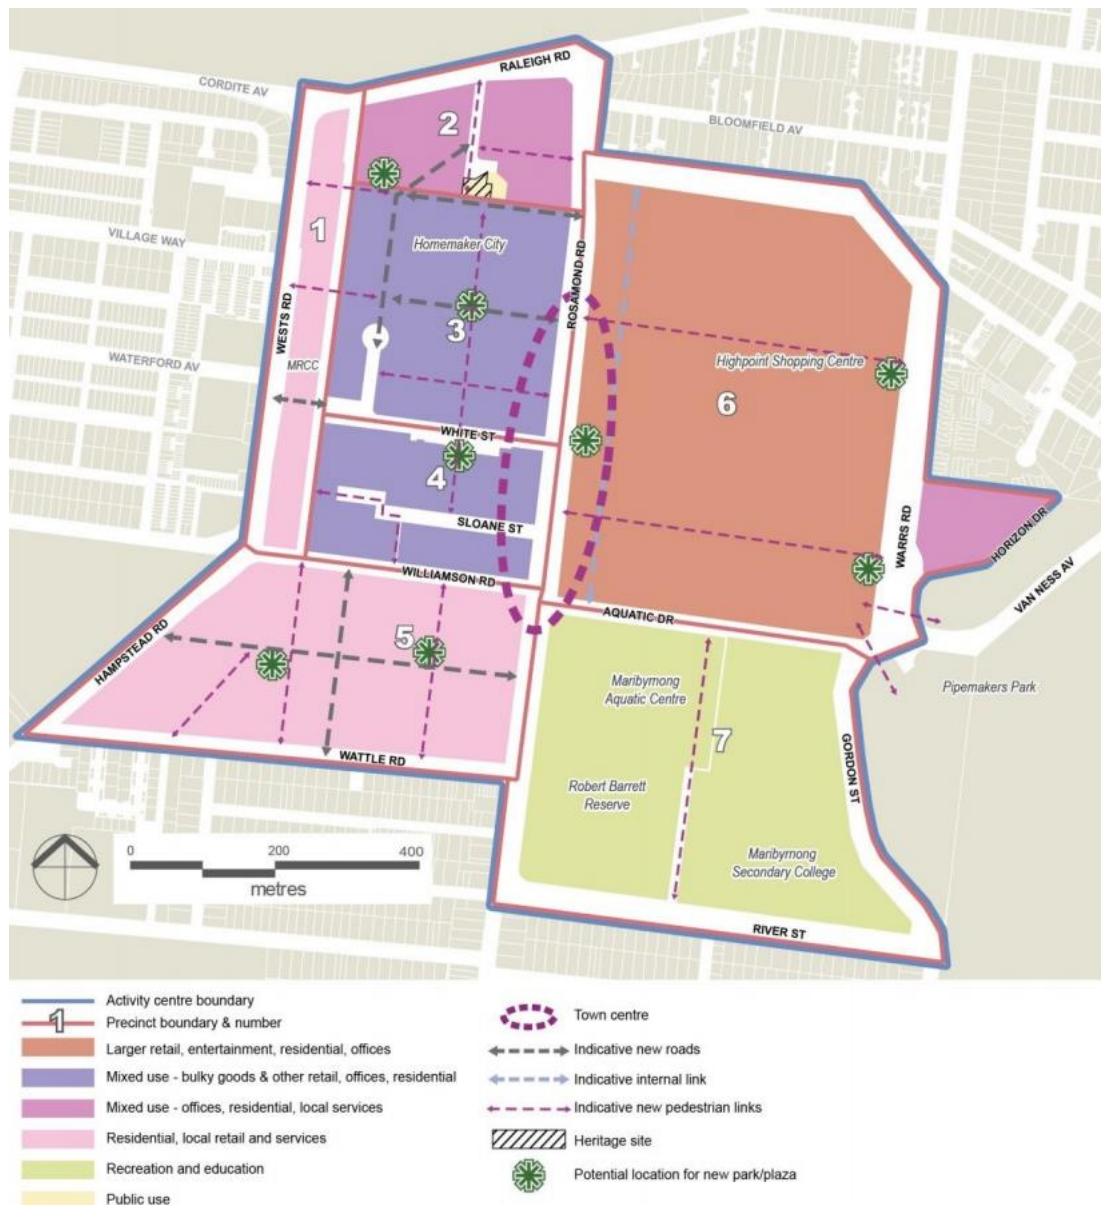 RALEIGH RD
CORDITE AV
2
BLOOMFIELD AV
1
VILLAGE WAY
Homemaker City
ROSAMOND RD
WESTS RD
3
WATERFORD AV
MRCC
Highpoint Shopping Centre
6
WHITE ST
4
SLOANE ST
WARRS RD
HORIZON DR
WILLIAMSON RD
VAN NESS AV
AQUATIC DR
HAMPSTEAD RD
5
Maribyrnong
Aquatic Centre
Pipemakers Park
7
WATTLE RD
GORDON ST
Robert Barrett
Reserve
Maribyrnong
Secondary College
0 200 400
metres
RIVER ST
Activity centre boundary
1 Precinct boundary & number
Larger retail, entertainment, residential, offices
Mixed use - bulky goods & other retail, offices, residential
Mixed use - offices, residential, local services
Residential, local retail and services
Recreation and education
Public use
Town centre
Indicative new roads
Indicative internal link
Indicative new pedestrian links
Heritage site
Potential location for new park/plaza